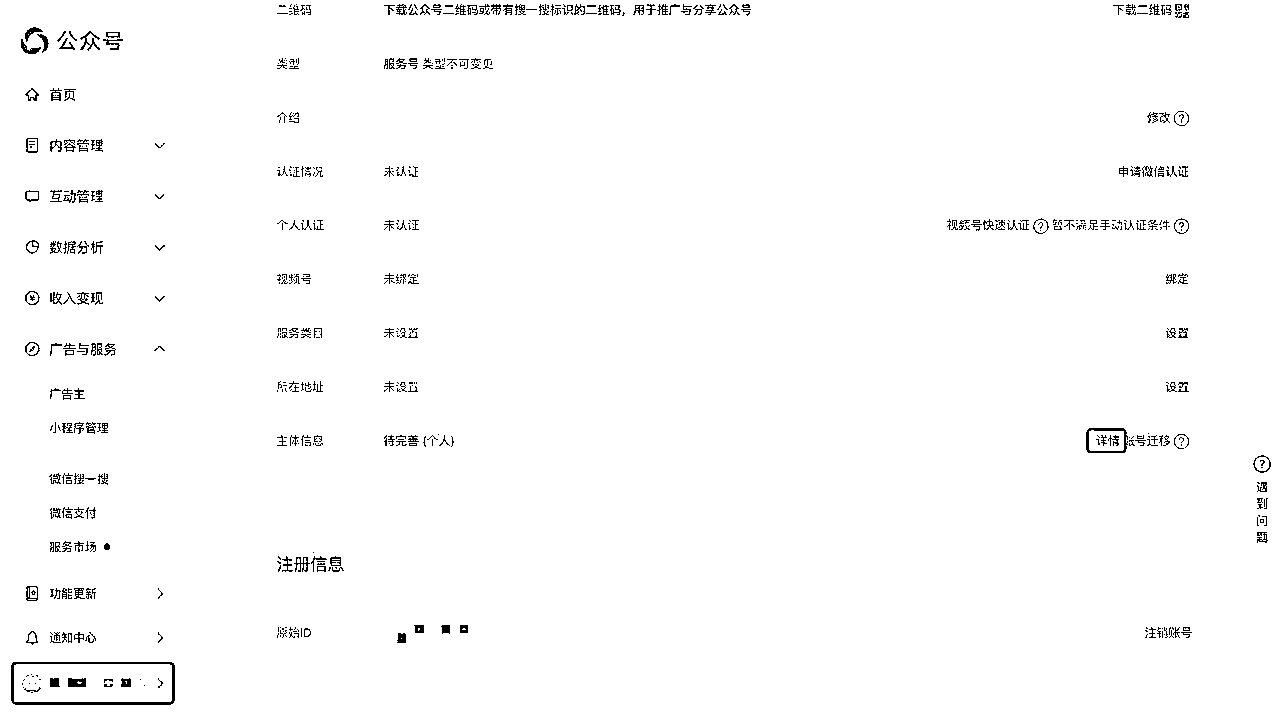 公众号
首页
内容管理
互动管理
数据分析
收入变现
广告与服务
广告主
小程序管理
微信搜一搜
微信支付
服务市场
功能更新
通知中心
二维码 下载公众号二维码或带有搜一搜标识的二维码，用于推广与分享公众号 下载二维码
类型 服务号 类型不可变更
介绍 修改
认证情况 未认证 申请微信认证
个人认证 未认证 视频号快速认证 暂不满足手动认证条件
视频号 未绑定 绑定
服务类目 未设置 设置
所在地址 未设置 设置
主体信息 待完善 (个人) 详情 账号迁移
注册信息
原始ID 注销账号
遇到问题